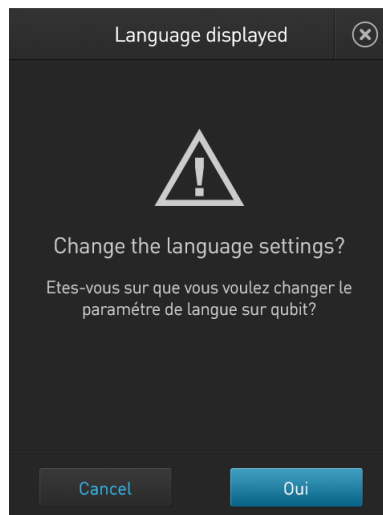 Language displayed
Change the language settings?
Etes-vous sur que vous voulez changer le
paramétre de langue sur qubit?
Cancel
Oui